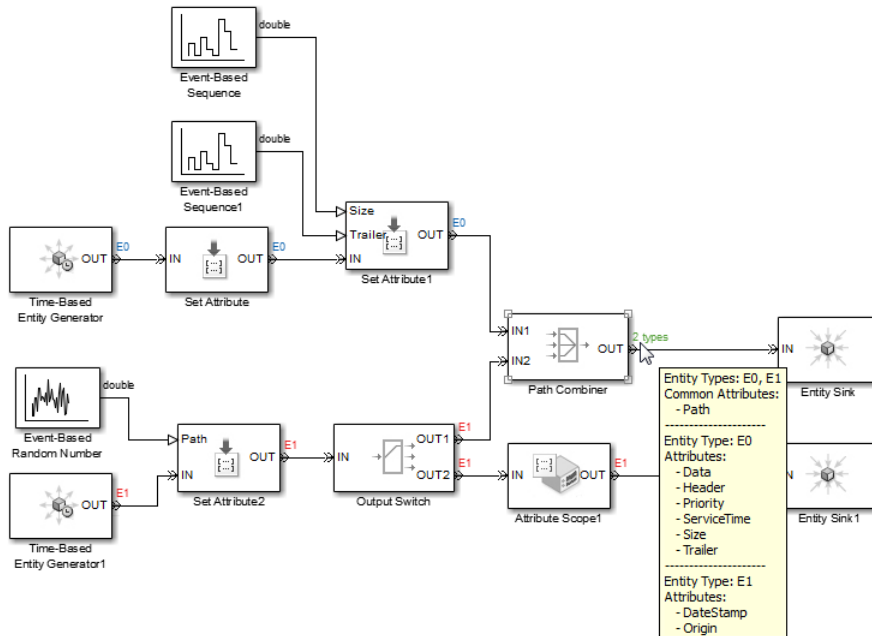 double
Event-Based
Sequence
double
Event-Based
Sequence1
Size
Trailer
IN
OUT
E0
Set Attribute1
OUT
E0
Time-Based
Entity Generator
IN
OUT
E0
Set Attribute
IN1
IN2
OUT
2 types
Path Combiner
IN
Entity Sink
double
Event-Based
Random Number
Path
IN
OUT
E1
Set Attribute2
OUT
E1
Time-Based
Entity Generator1
IN
OUT1
E1
OUT2
E1
Output Switch
IN
OUT
E1
Attribute Scope1
IN
Entity Sink1
Entity Types: E0, E1
Common Attributes:
- Path
----------------------
Entity Type: E0
Attributes:
- Data
- Header
- Priority
- ServiceTime
- Size
- Trailer
----------------------
Entity Type: E1
Attributes:
- DateStamp
- Origin